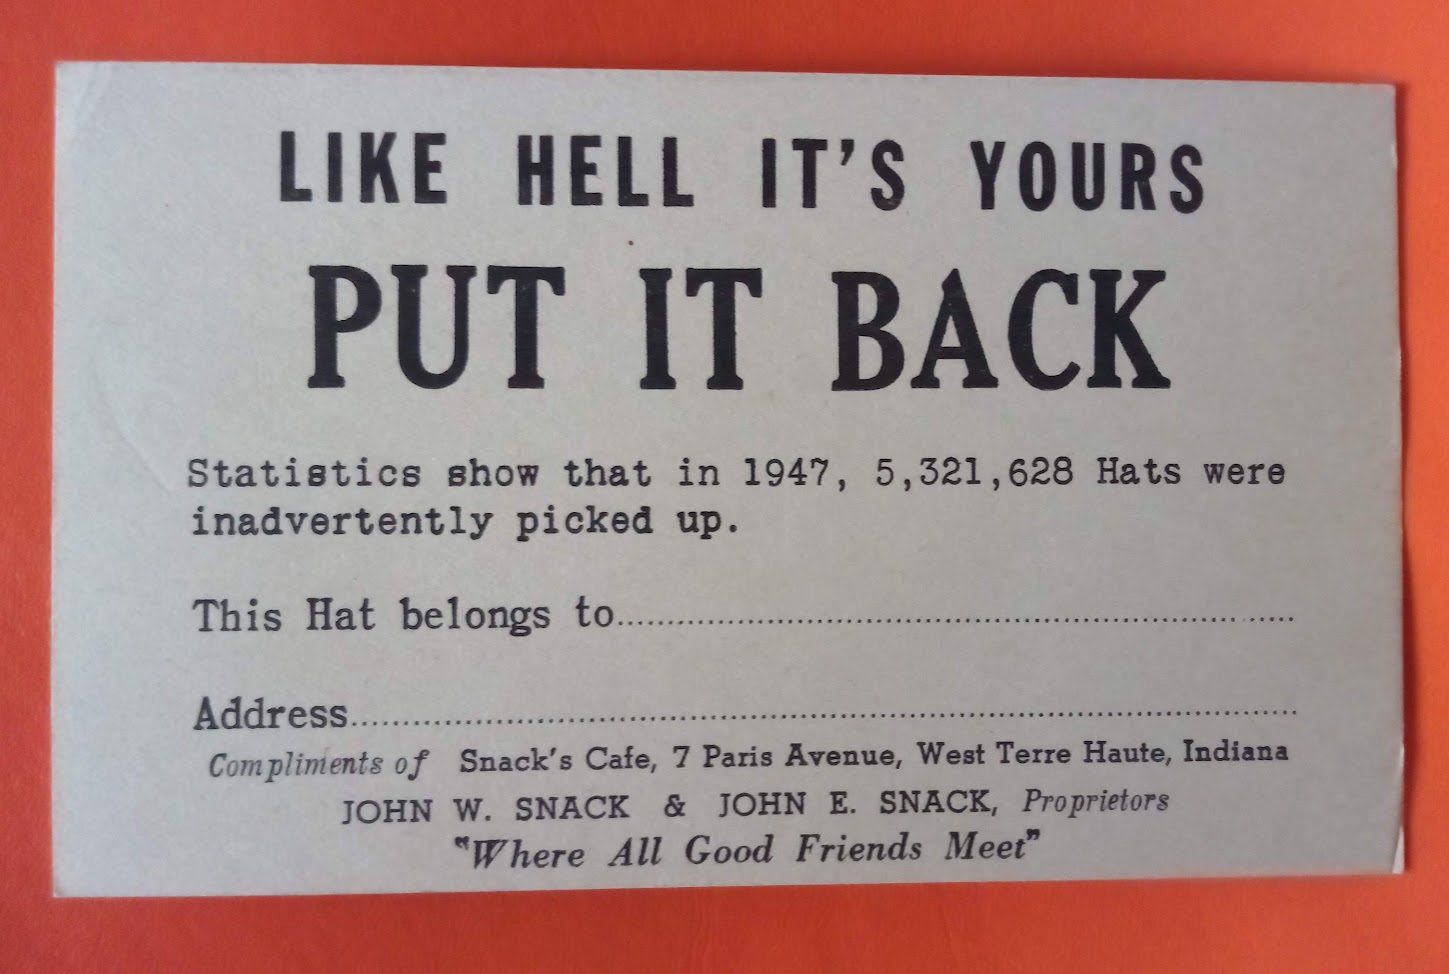 LIKE HELL IT'S YOURS
PUT IT BACK
Statistics show that in 1947, 5,321,628 Hats were
inadvertently picked up.
This Hat belongs to....................
Address....................
Compliments of Snack's Cafe, 7 Paris Avenue, West Terre Haute, Indiana
JOHN W. SNACK & JOHN E. SNACK, Proprietors
"Where All Good Friends Meet"